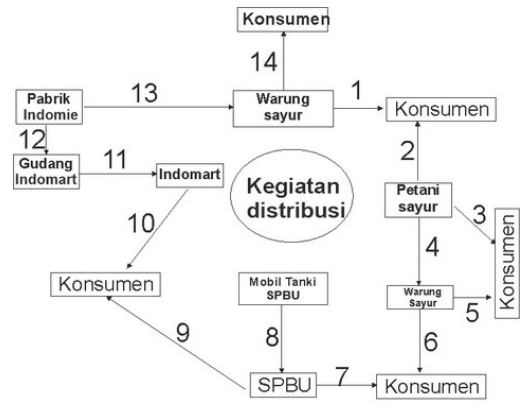 Konsumen
14
13
Warung
sayur
1
Konsumen
Pabrik
Indomie
12
Gudang
Indomart
11
Indomart
2
Kegiatan
distribusi
Petani
sayur
3
Konsumen
10
4
Konsumen
Mobil Tanki
SPBU
Warung
Sayur
5
9
8
6
SPBU
7
Konsumen